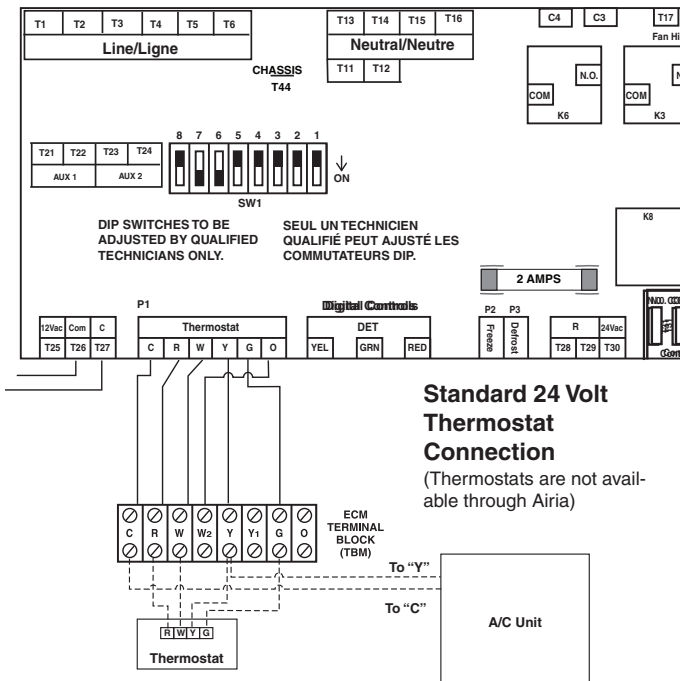 T1 T2 T3 T4 T5 T6
Line/Ligne
T13 T14 T15 T16
Neutral/Neutre
T11 T12
CHASSIS
T44
C4 C3 T17
Fan Hi
N.O.
COM
K6
COM
K3
T21 T22 T23 T24
AUX 1 AUX 2
8 7 6 5 4 3 2 1
ON
SW1
DIP SWITCHES TO BE
ADJUSTED BY QUALIFIED
TECHNICIANS ONLY.
SEUL UN TECHNICIEN
QUALIFIÉ PEUT AJUSTÉ LES
COMMUTATEURS DIP.
K8
2 AMPS
P1
12Vac Com C
T25 T26 T27
Thermostat
C R W Y G O
Digital Controls
DET
YEL GRN RED
P2 P3
Freeze
Defrost
R 24Vac
T28 T29 T30
Standard 24 Volt
Thermostat
Connection
(Thermostats are not avail-
able through Airia)
C R W W2 Y Y1 G O
ECM
TERMINAL
BLOCK
(TBM)
To “Y”
To “C”
A/C Unit
R W Y G
Thermostat